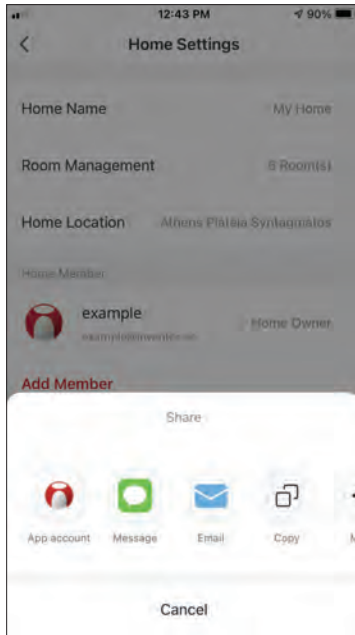 12:43 PM 90%
Home Settings
Home Name My Home
Room Management 6 Room(s)
Home Location Athens Plateia Syntagmatos
Home Member
example Home Owner
Add Member
Share
App account Message Email Copy M
Cancel